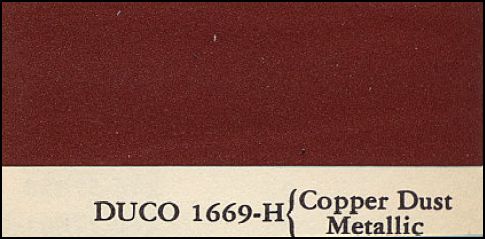 DUCO 1669-H{Copper Dust
Metallic